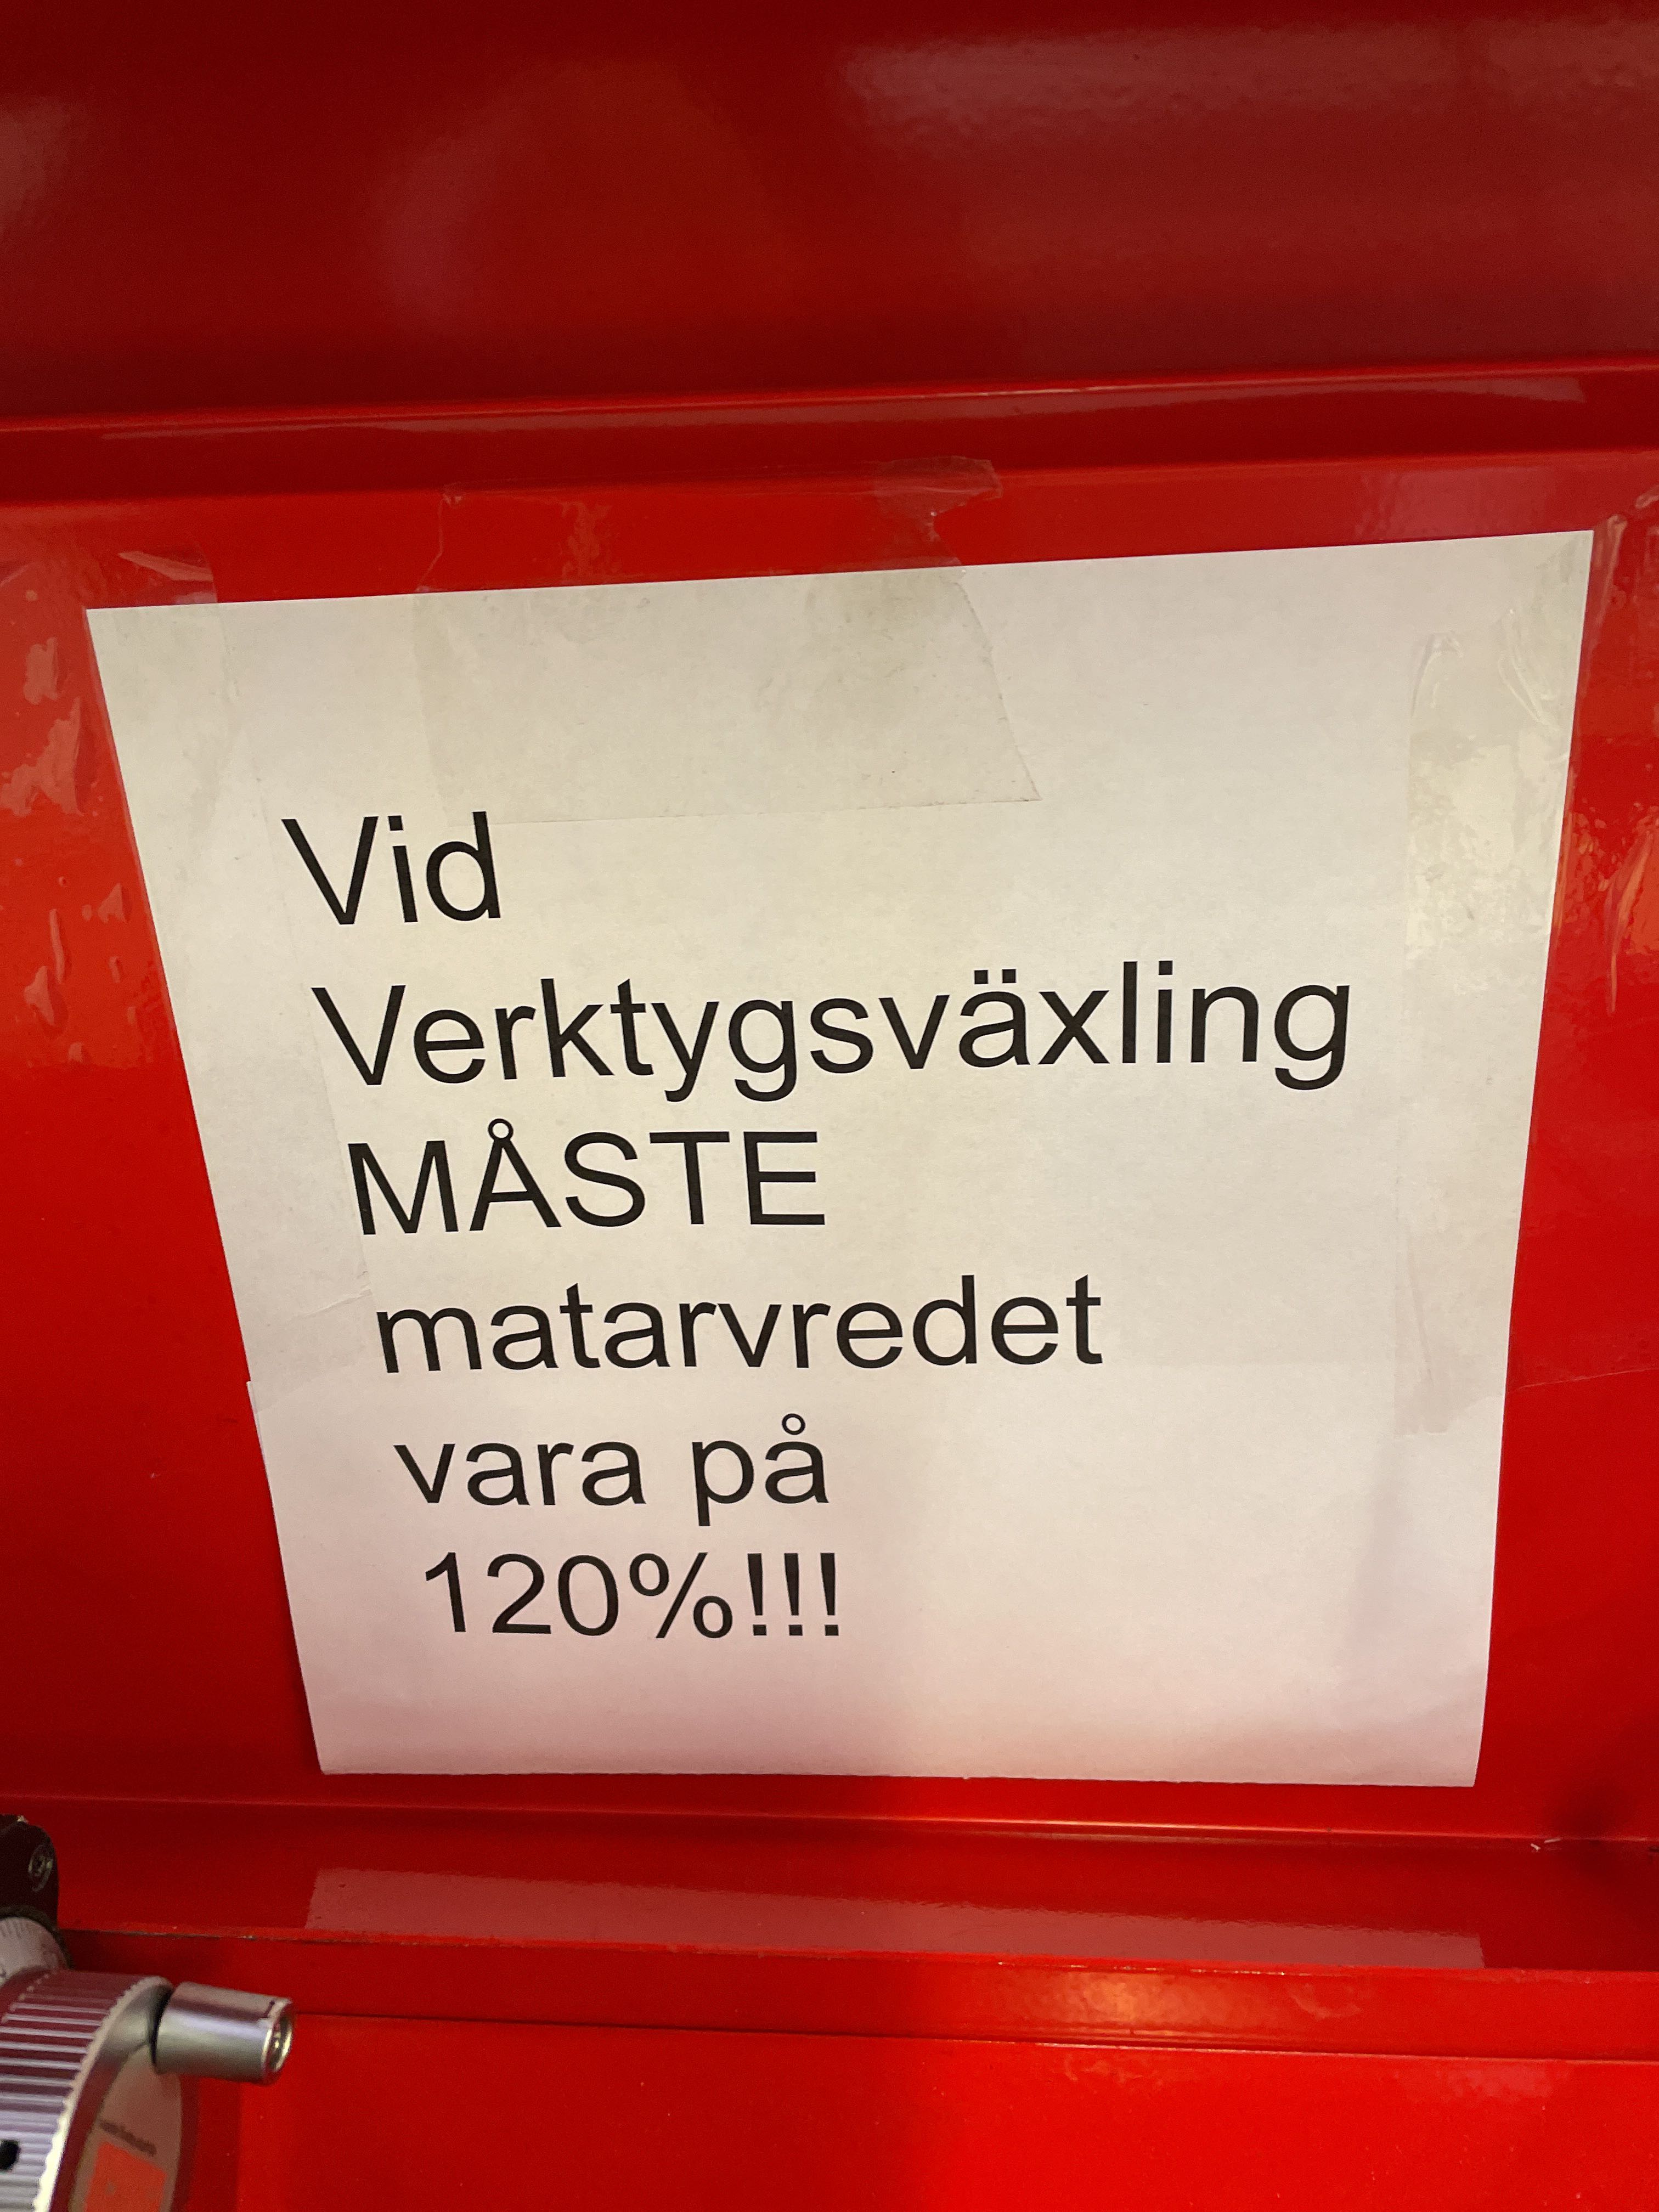 Vid
Verktygsväxling
MÅSTE
matarvredet
vara på
120%!!!